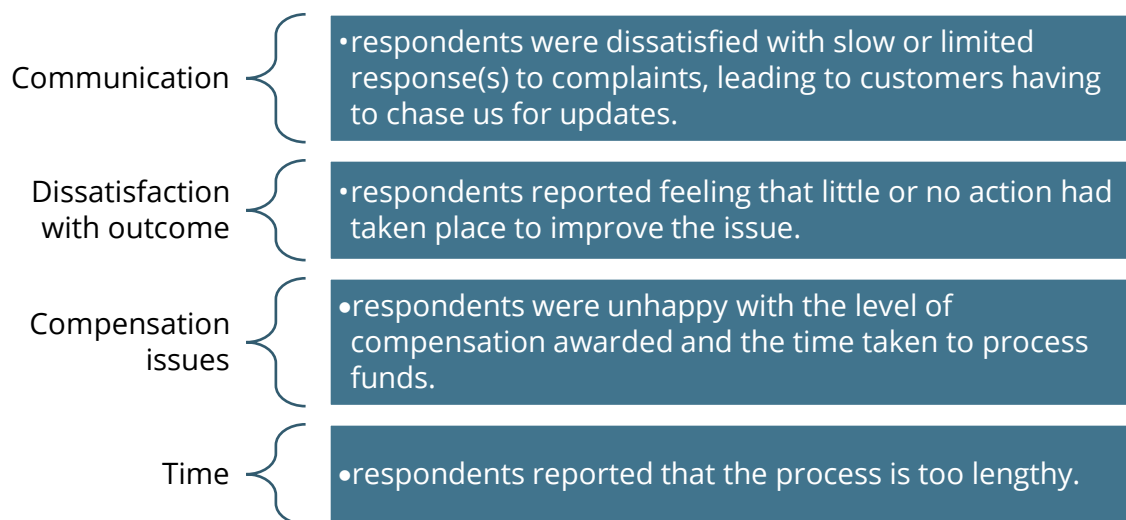 Communication
•respondents were dissatisfied with slow or limited
response(s) to complaints, leading to customers having
to chase us for updates.
Dissatisfaction
with outcome
•respondents reported feeling that little or no action had
taken place to improve the issue.
Compensation
issues
•respondents were unhappy with the level of
compensation awarded and the time taken to process
funds.
Time
•respondents reported that the process is too lengthy.